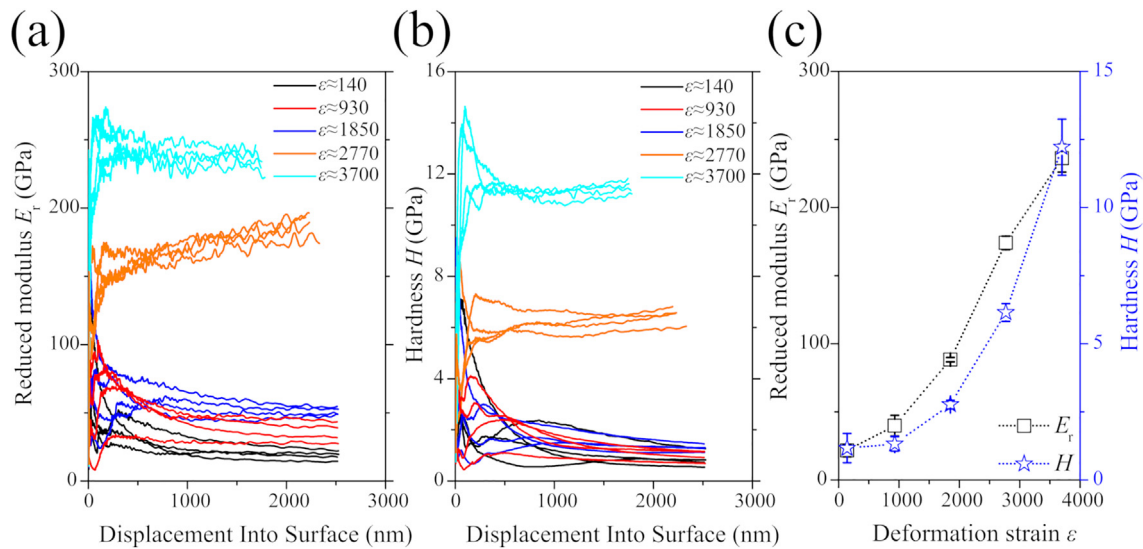 (a)
300
200
100
0
0
1000
2000
3000
Reduced modulus Er (GPa)
Displacement Into Surface (nm)
ε≈140
ε≈930
ε≈1850
ε≈2770
ε≈3700
(b)
16
12
8
4
0
0
1000
2000
3000
Hardness H (GPa)
Displacement Into Surface (nm)
ε≈140
ε≈930
ε≈1850
ε≈2770
ε≈3700
(c)
300
200
100
0
0
1000
2000
3000
4000
15
10
5
0
Reduced modulus Er (GPa)
Hardness H (GPa)
Deformation strain ε
Er
H